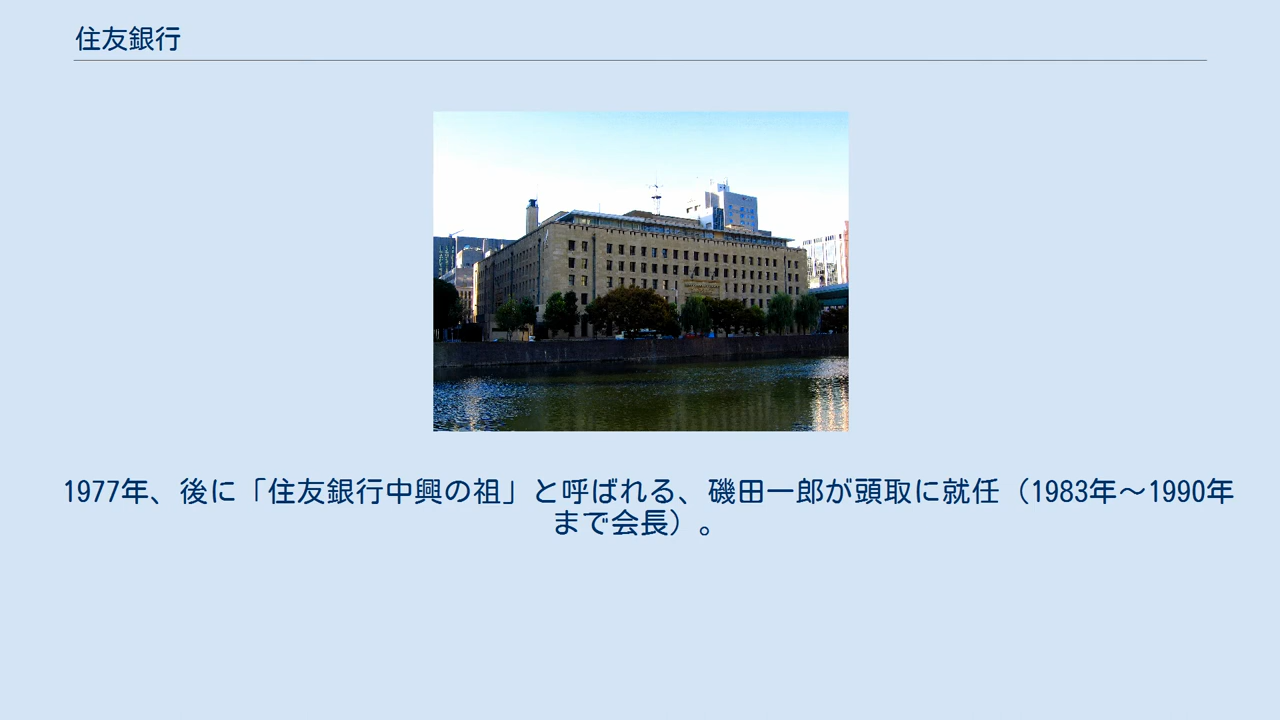 住友銀行
1977年、後に「住友銀行中興の祖」と呼ばれる、磯田一郎が頭取に就任（1983年～1990年
まで会長）。